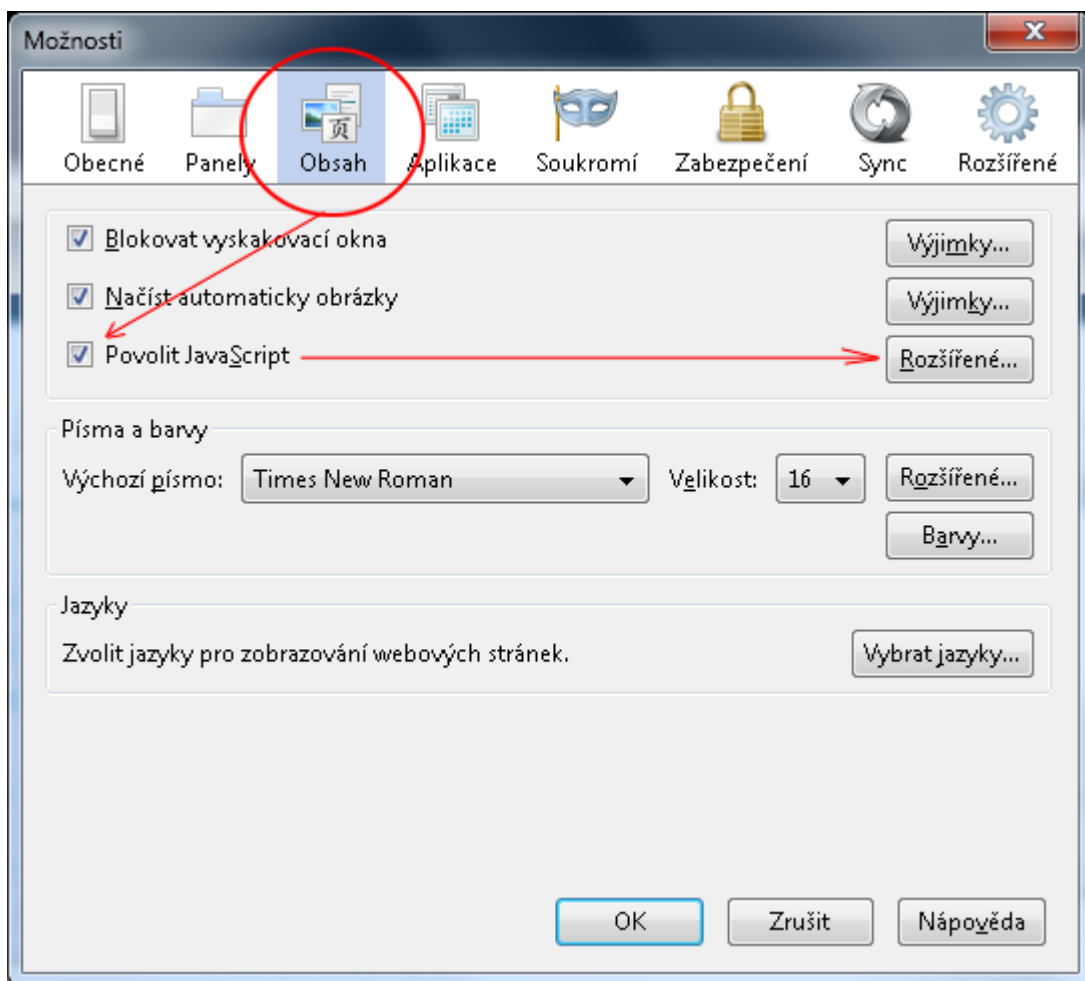 Možnosti
页
Obecné Panely Obsah Aplikace Soukromí Zabezpečení Sync Rozšířené
Blokovat vyskakovací okna Výjimky...
Načíst automaticky obrázky Výjimky...
Povolit JavaScript Rozšířené...
Písma a barvy
Výchozí písmo: Times New Roman Velikost: 16 Rozšířené...
Barvy...
Jazyky
Zvolit jazyky pro zobrazování webových stránek. Vybrat jazyky...
OK Zrušit Nápověda